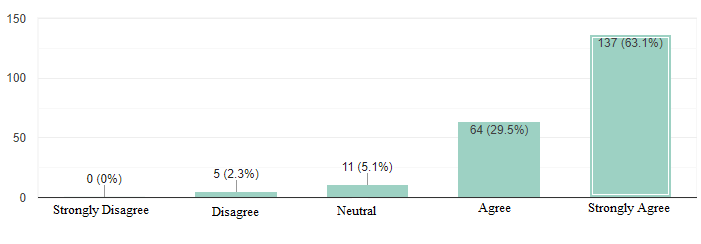 150
100
50
0
0 (0%)
5 (2.3%)
11 (5.1%)
64 (29.5%)
137 (63.1%)
Strongly Disagree
Disagree
Neutral
Agree
Strongly Agree